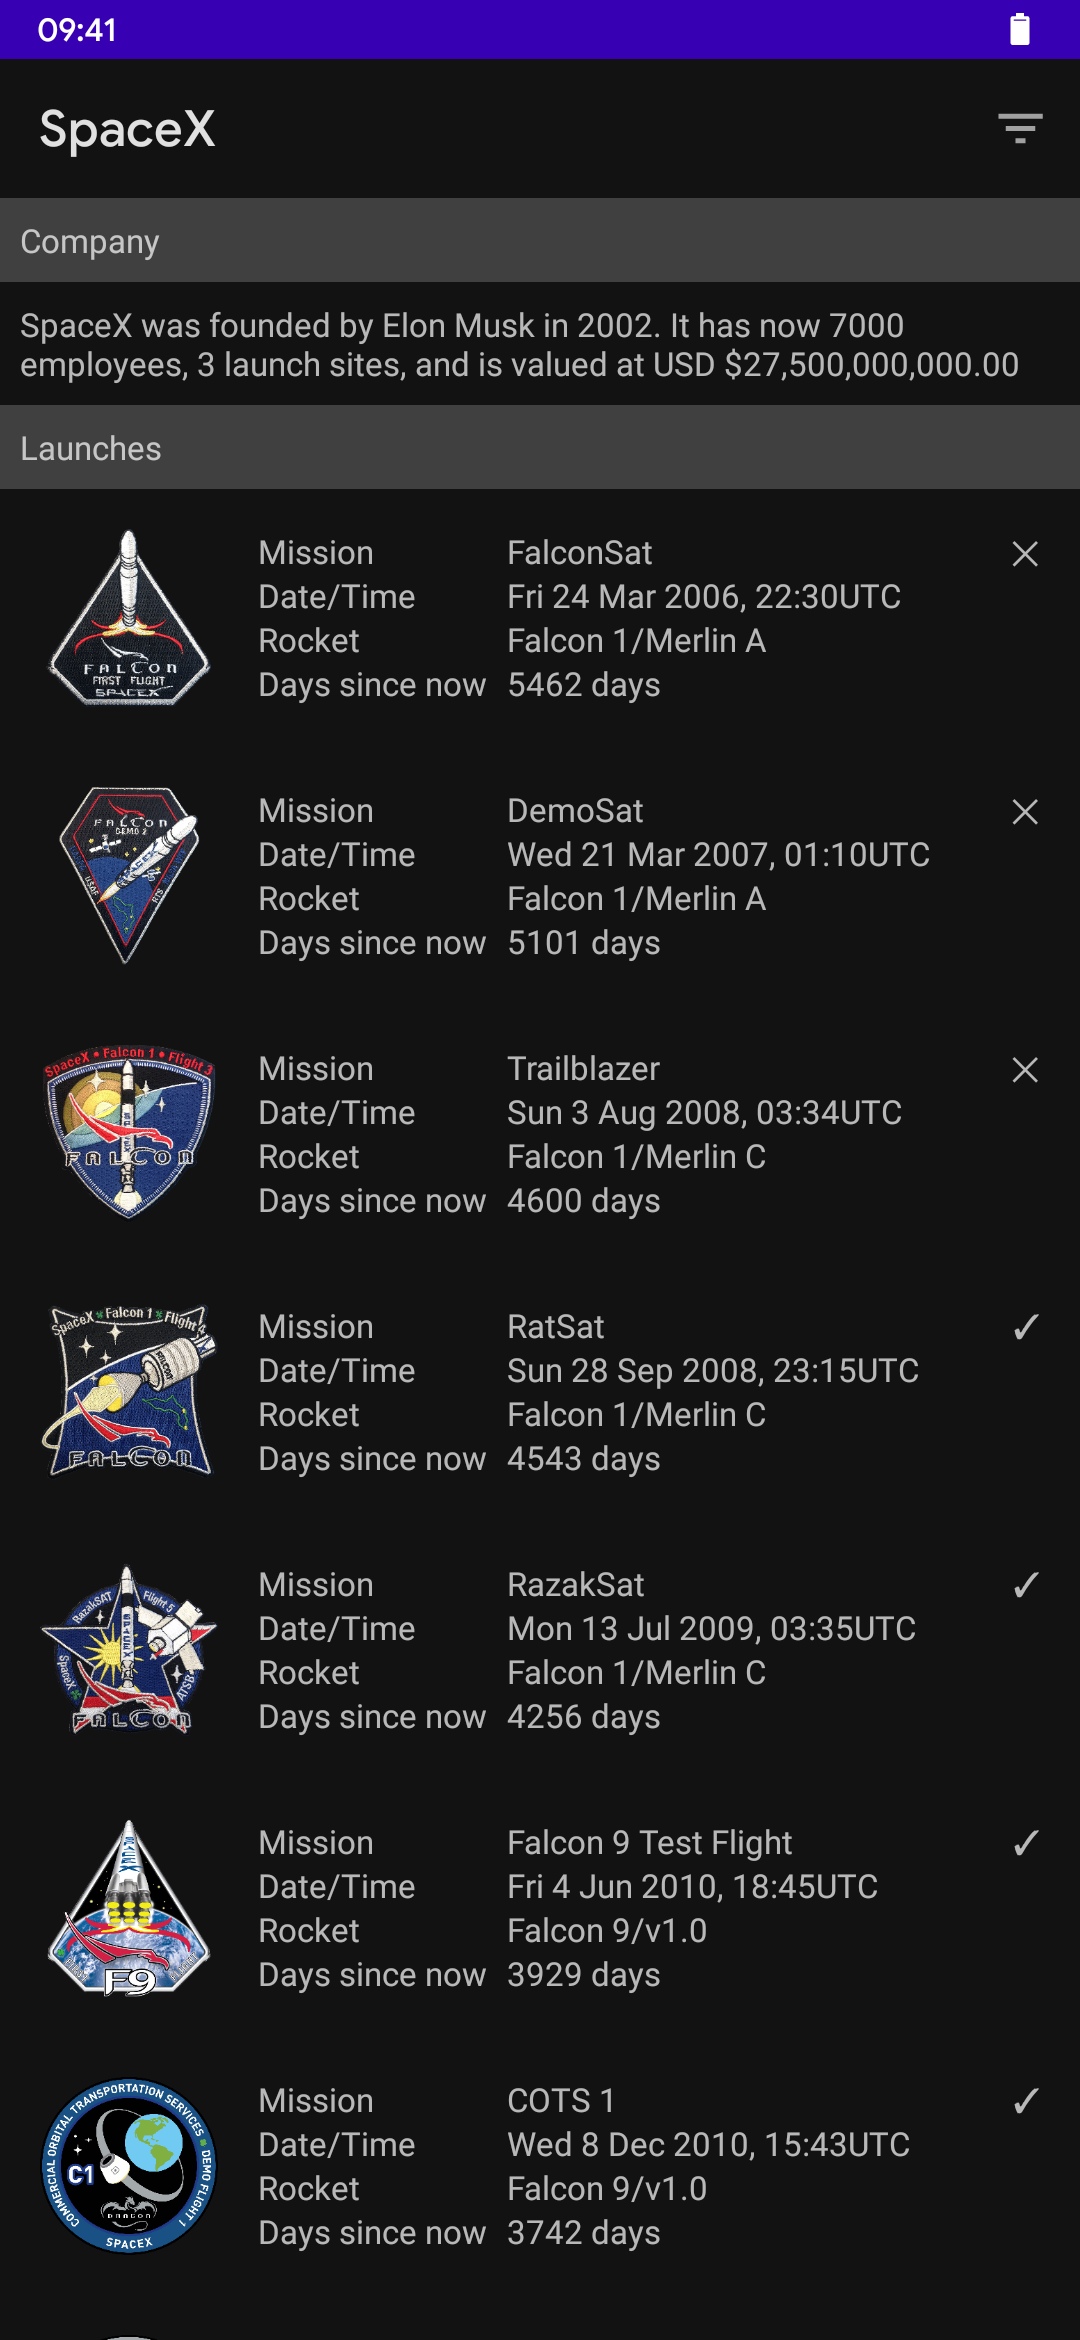 09:41
SpaceX
Company
SpaceX was founded by Elon Musk in 2002. It has now 7000
employees, 3 launch sites, and is valued at USD $27,500,000,000.00
Launches
FALCON
FIRST FLIGHT
SPACEX
Mission FalconSat
Date/Time Fri 24 Mar 2006, 22:30UTC
Rocket Falcon 1/Merlin A
Days since now 5462 days
FALCON
DEMO 2
Mission DemoSat
Date/Time Wed 21 Mar 2007, 01:10UTC
Rocket Falcon 1/Merlin A
Days since now 5101 days
SpaceX • Falcon 1 • Flight 3
FALCON
Mission Trailblazer
Date/Time Sun 3 Aug 2008, 03:34UTC
Rocket Falcon 1/Merlin C
Days since now 4600 days
SpaceX Falcon 1 Flight
FALCON
Mission RatSat
Date/Time Sun 28 Sep 2008, 23:15UTC
Rocket Falcon 1/Merlin C
Days since now 4543 days
RazakSAT Flight 5
SpaceX ATSB
FALCON
Mission RazakSat
Date/Time Mon 13 Jul 2009, 03:35UTC
Rocket Falcon 1/Merlin C
Days since now 4256 days
F9
Mission Falcon 9 Test Flight
Date/Time Fri 4 Jun 2010, 18:45UTC
Rocket Falcon 9/v1.0
Days since now 3929 days
COMMERCIAL ORBITAL TRANSPORTATION SERVICES • DEMO FLIGHT 1
C1
DRAGON
SPACEX
Mission COTS 1
Date/Time Wed 8 Dec 2010, 15:43UTC
Rocket Falcon 9/v1.0
Days since now 3742 days